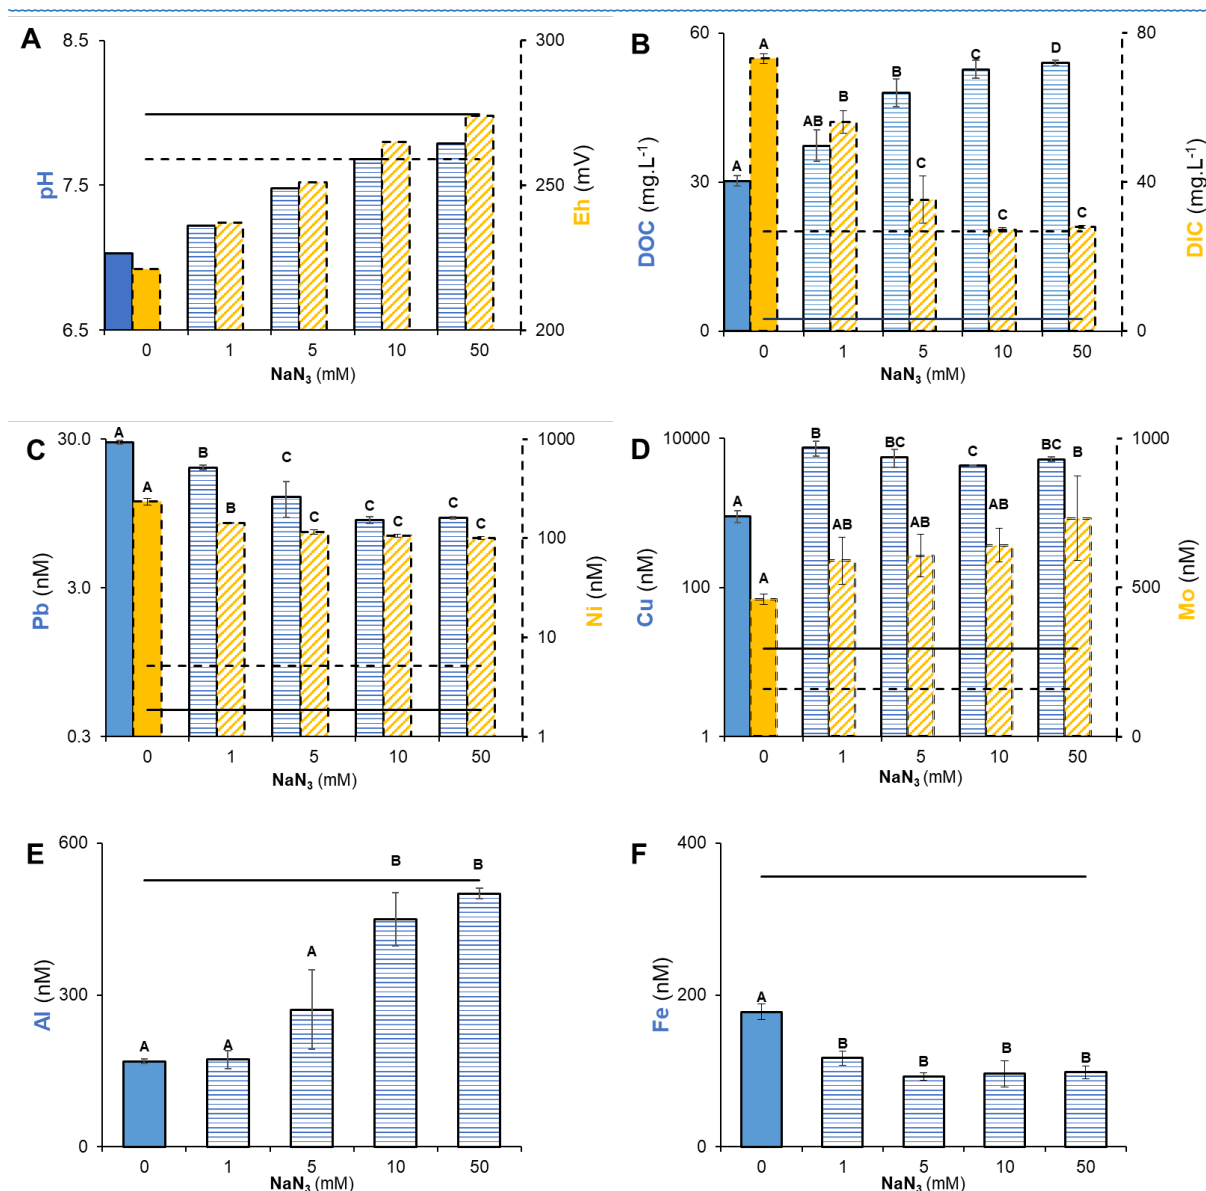 A
8.5
7.5
6.5
pH
300
250
200
Eh (mV)
0 1 5 10 50
NaN₃ (mM)
B
60
30
0
DOC (mg.L⁻¹)
80
40
0
DIC (mg.L⁻¹)
A A AB B B C C C D C
0 1 5 10 50
NaN₃ (mM)
C
30.0
3.0
0.3
Pb (nM)
1000
100
10
1
Ni (nM)
A A B B C C C C C C
0 1 5 10 50
NaN₃ (mM)
D
10000
100
1
Cu (nM)
1000
500
0
Mo (nM)
A A B AB BC AB C AB BC B
0 1 5 10 50
NaN₃ (mM)
E
600
300
0
Al (nM)
A A A B B
0 1 5 10 50
NaN₃ (mM)
F
400
200
0
Fe (nM)
A B B B B
0 1 5 10 50
NaN₃ (mM)